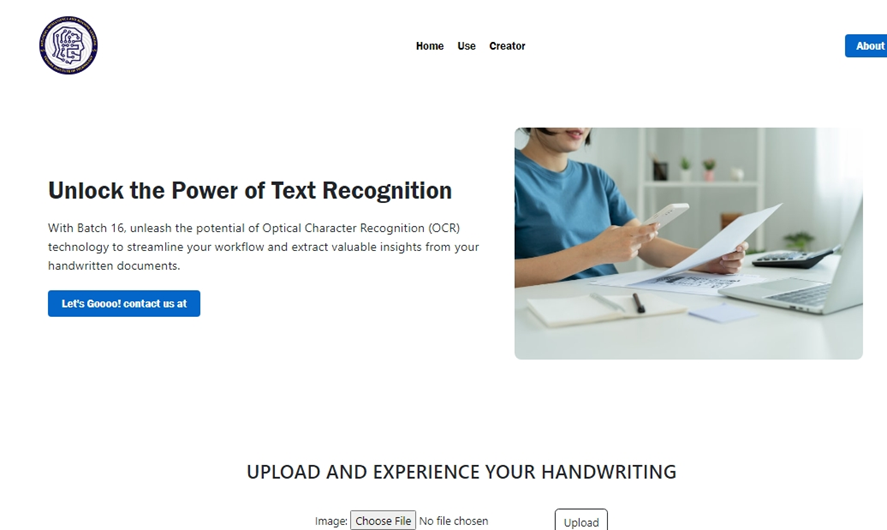 Home Use Creator
About
Unlock the Power of Text Recognition
With Batch 16, unleash the potential of Optical Character Recognition (OCR)
technology to streamline your workflow and extract valuable insights from your
handwritten documents.
Let's Goooo! contact us at
UPLOAD AND EXPERIENCE YOUR HANDWRITING
Image: Choose File No file chosen
Upload